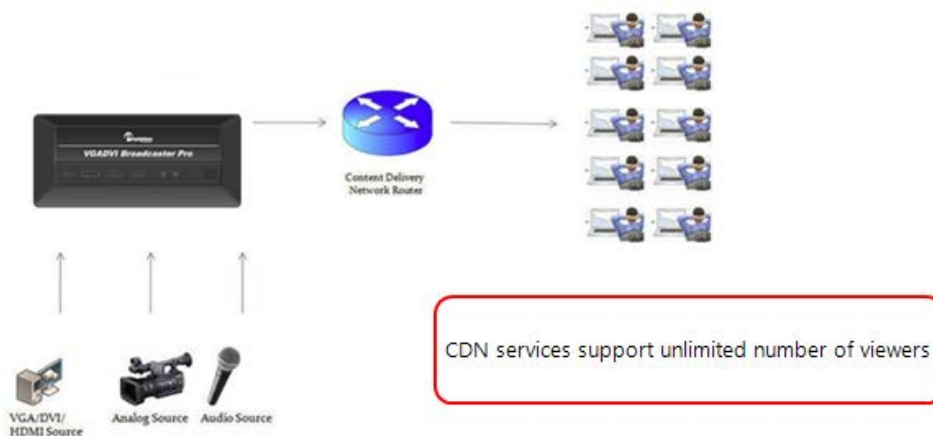 VGADVI Broadcaster Pro
Content Delivery
Network Router
CDN services support unlimited number of viewers
VGA/DVI/
HDMI Source
Analog Source
Audio Source